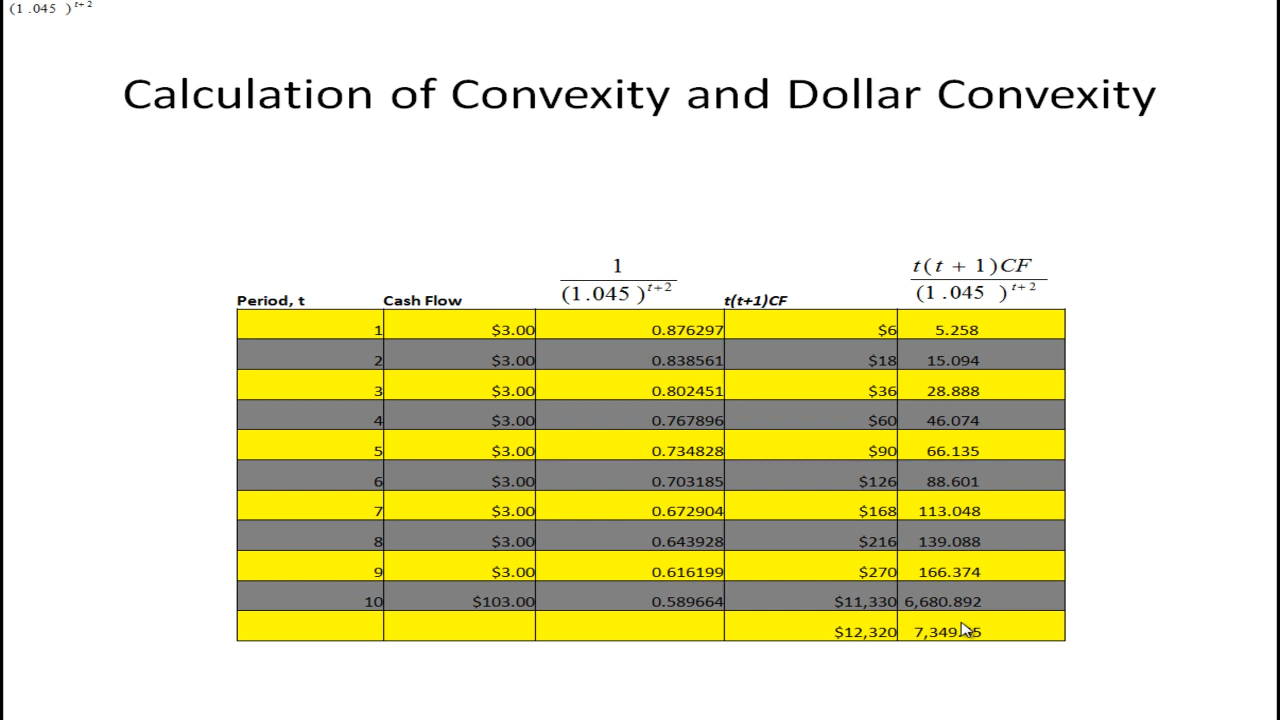 (1.045 )^t+2
Calculation of Convexity and Dollar Convexity
Period, t Cash Flow 1 / (1.045 )^t+2 t(t+1)CF t(t + 1)CF / (1.045 )^t+2
1 $3.00 0.876297 $6 5.258
2 $3.00 0.838561 $18 15.094
3 $3.00 0.802451 $36 28.888
4 $3.00 0.767896 $60 46.074
5 $3.00 0.734828 $90 66.135
6 $3.00 0.703185 $126 88.601
7 $3.00 0.672904 $168 113.048
8 $3.00 0.643928 $216 139.088
9 $3.00 0.616199 $270 166.374
10 $103.00 0.589664 $11,330 6,680.892
$12,320